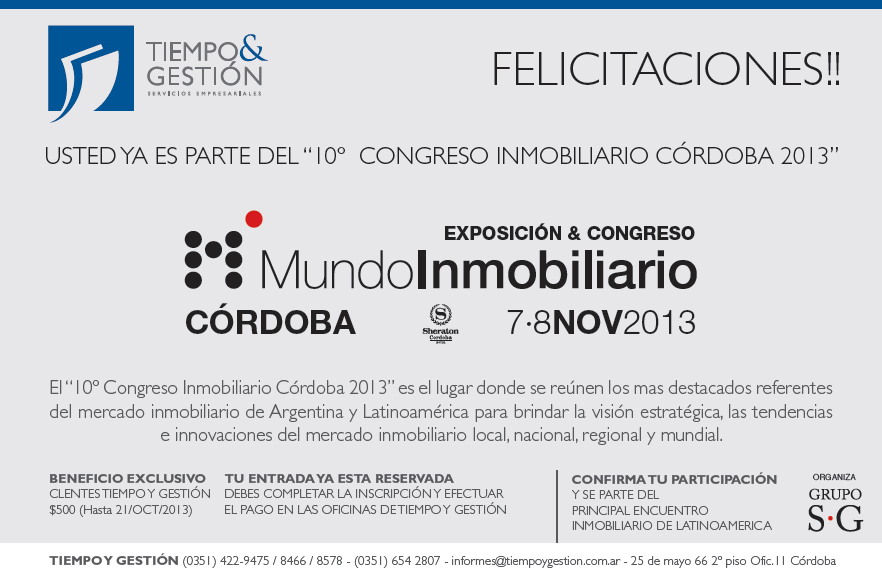 TIEMPO&
GESTIÓN
SERVICIOS EMPRESARIALES
FELICITACIONES!!
USTED YA ES PARTE DEL “10º CONGRESO INMOBILIARIO CÓRDOBA 2013”
EXPOSICIÓN & CONGRESO
MundoInmobiliario
CÓRDOBA
S
Sheraton
Cordoba
7·8NOV2013
El “10º Congreso Inmobiliario Córdoba 2013” es el lugar donde se reúnen los mas destacados referentes
del mercado inmobiliario de Argentina y Latinoamérica para brindar la visión estratégica, las tendencias
e innovaciones del mercado inmobiliario local, nacional, regional y mundial.
BENEFICIO EXCLUSIVO
CLENTES TIEMPO Y GESTIÓN
$500 (Hasta 21/OCT/2013)
TU ENTRADA YA ESTA RESERVADA
DEBES COMPLETAR LA INSCRIPCIÓN Y EFECTUAR
EL PAGO EN LAS OFICINAS DE TIEMPO Y GESTIÓN
CONFIRMA TU PARTICIPACIÓN
Y SE PARTE DEL
PRINCIPAL ENCUENTRO
INMOBILIARIO DE LATINOAMERICA
ORGANIZA
GRUPO
S·G
TIEMPO Y GESTIÓN (0351) 422-9475 / 8466 / 8578 - (0351) 654 2807 - informes@tiempoygestion.com.ar - 25 de mayo 66 2º piso Ofic.11 Córdoba